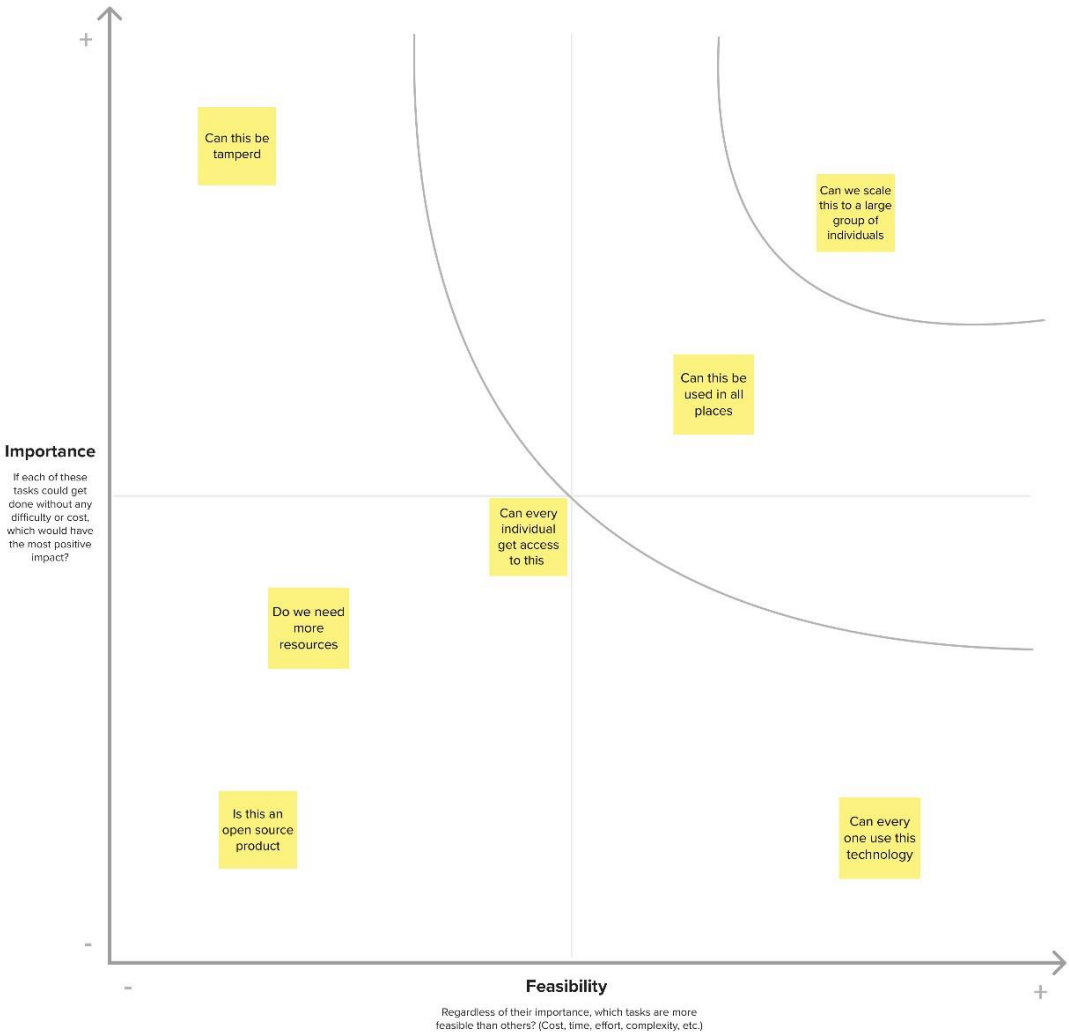 +
Can this be
tamperd
Can we scale
this to a large
group of
individuals
Can this be
used in all
places
Importance
If each of these
tasks could get
done without any
difficulty or cost,
which would have
the most positive
impact?
Can every
individual
get access
to this
Do we need
more
resources
Is this an
open source
product
Can every
one use this
technology
-
-
Feasibility
+
Regardless of their importance, which tasks are more
feasible than others? (Cost, time, effort, complexity, etc.)